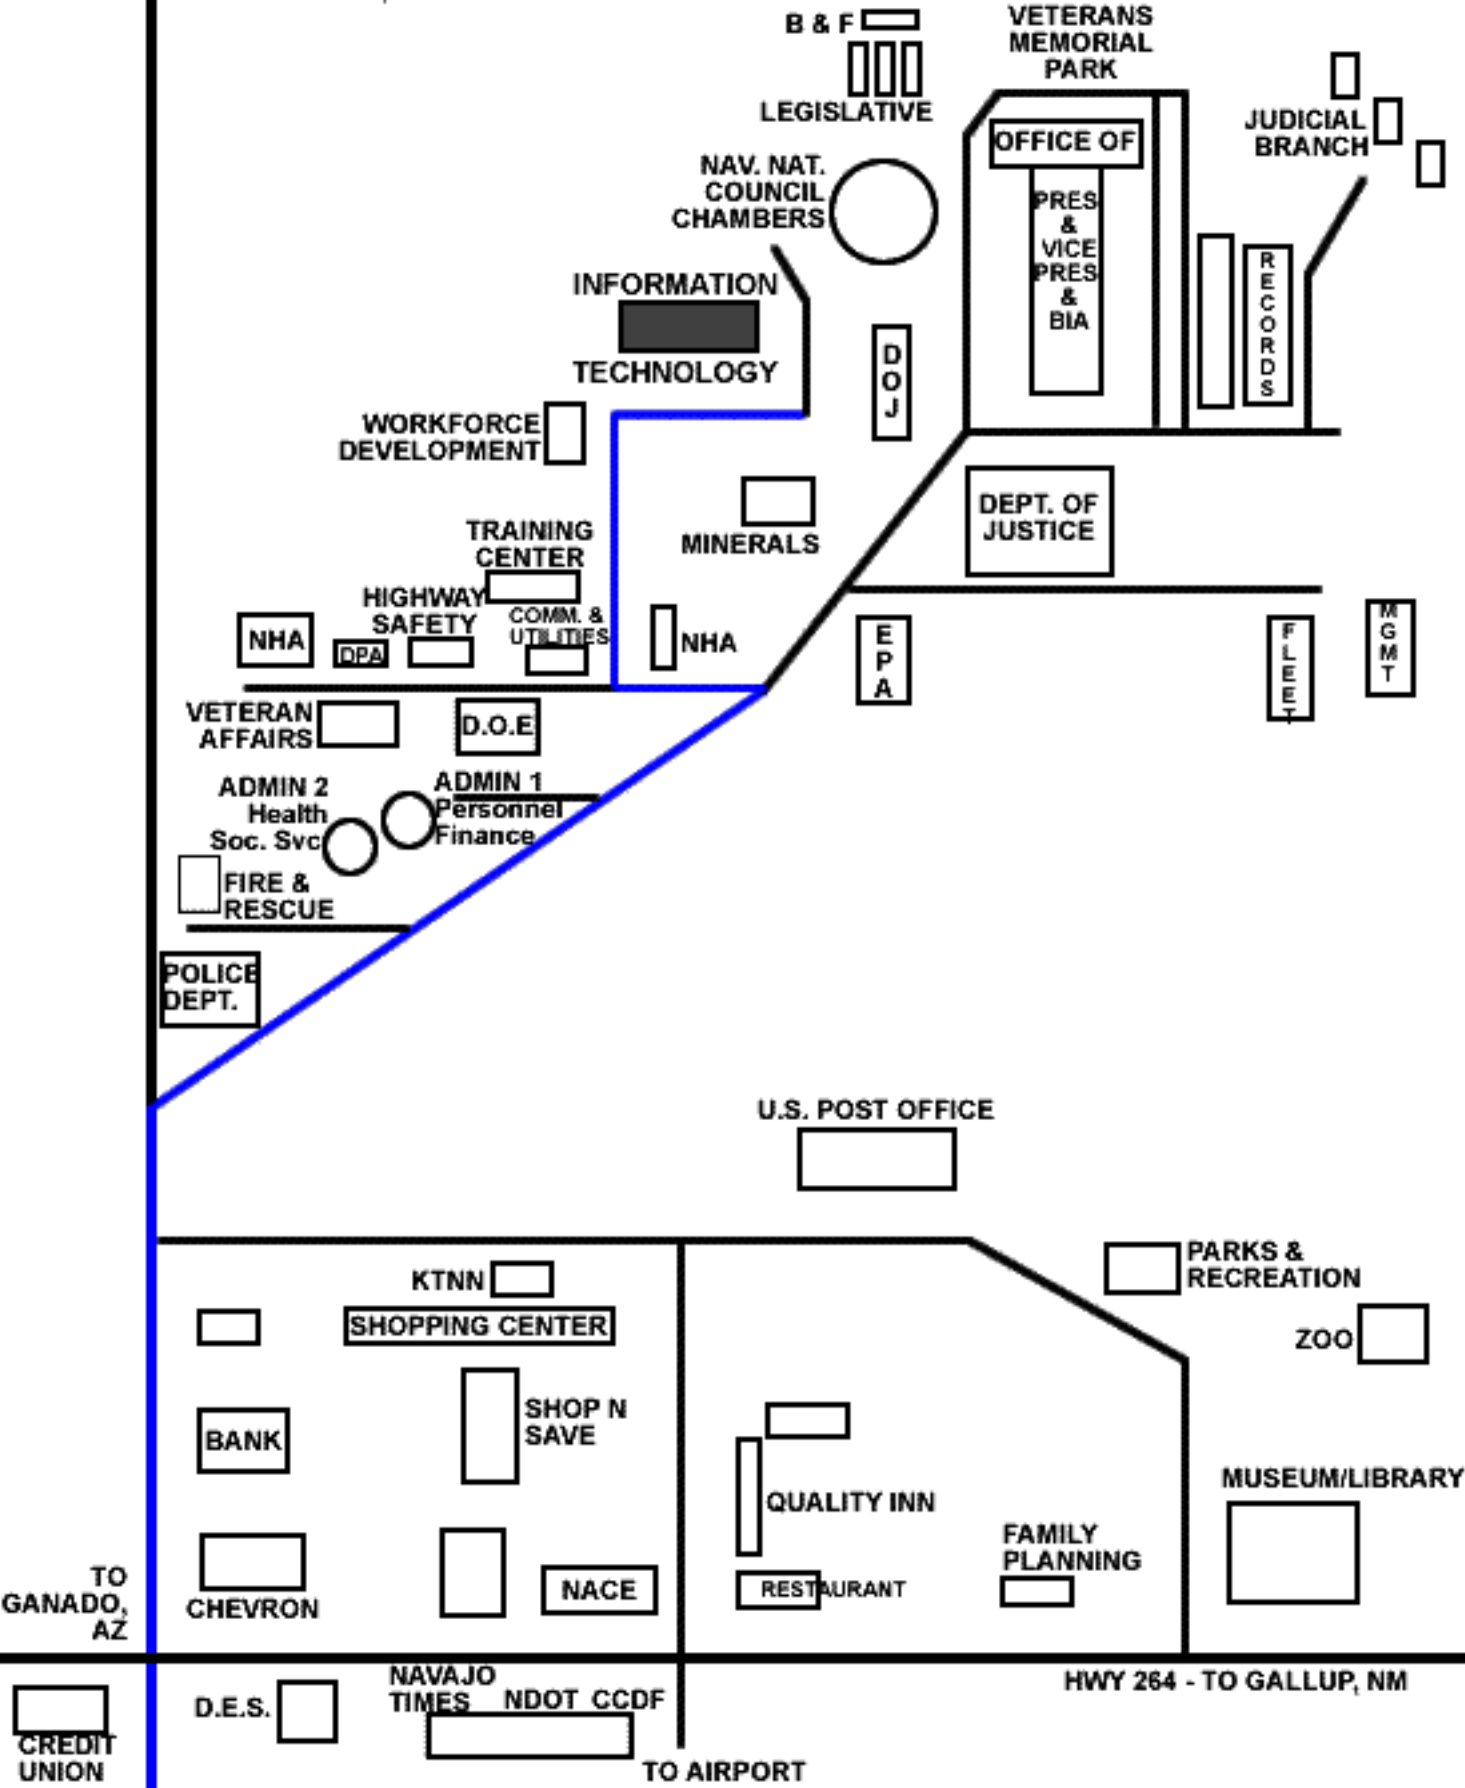 B & F
LEGISLATIVE
VETERANS
MEMORIAL
PARK
JUDICIAL
BRANCH
OFFICE OF
PRES
&
VICE
PRES
&
BIA
NAV. NAT.
COUNCIL
CHAMBERS
RECORDS
INFORMATION
TECHNOLOGY
DOJ
WORKFORCE
DEVELOPMENT
MINERALS
DEPT. OF
JUSTICE
TRAINING
CENTER
HIGHWAY
SAFETY
COMM. &
UTILITIES
NHA
DPA
NHA
EPA
FLEET
MGMT
VETERAN
AFFAIRS
D.O.E
ADMIN 2
Health
Soc. Svc
ADMIN 1
Personnel
Finance
FIRE &
RESCUE
POLICE
DEPT.
U.S. POST OFFICE
KTNN
SHOPPING CENTER
PARKS &
RECREATION
ZOO
BANK
SHOP N
SAVE
QUALITY INN
MUSEUM/LIBRARY
FAMILY
PLANNING
CHEVRON
NACE
RESTAURANT
TO
GANADO,
AZ
HWY 264 - TO GALLUP, NM
CREDIT
UNION
D.E.S.
NAVAJO
TIMES
NDOT CCDF
TO AIRPORT